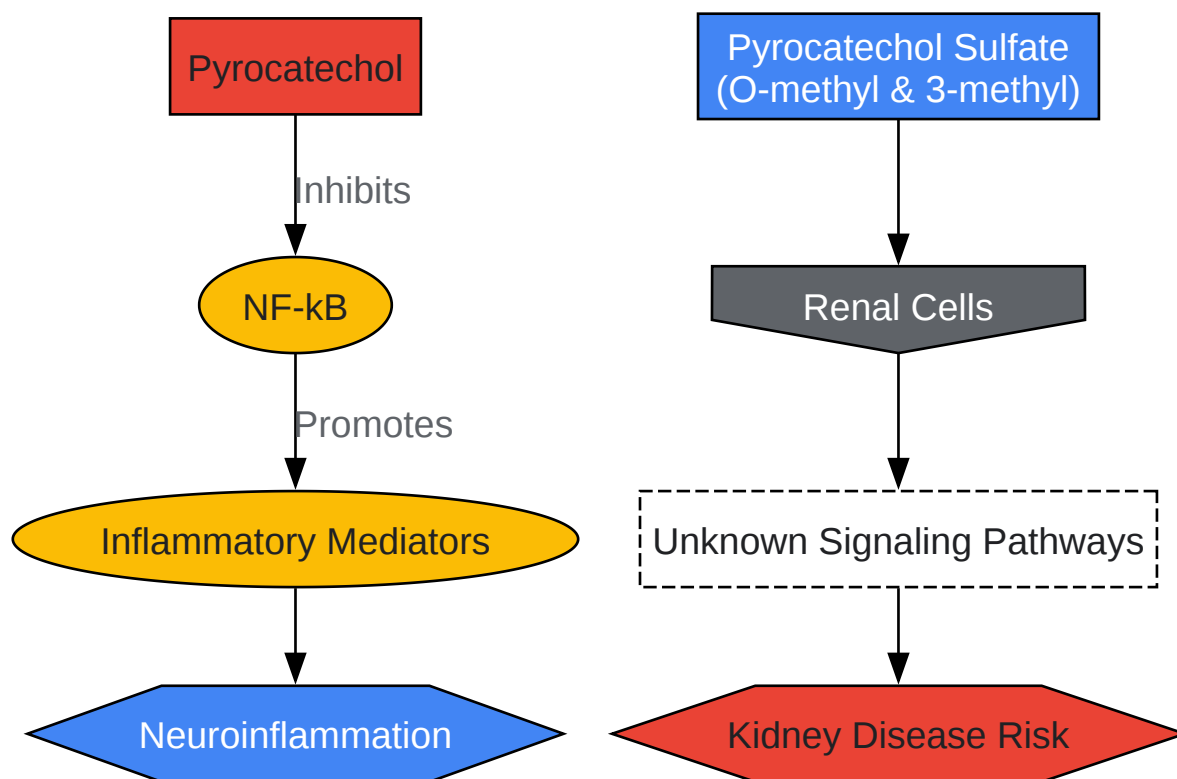 Pyrocatechol
Inhibits
NF-kB
Promotes
Inflammatory Mediators
Neuroinflammation
Pyrocatechol Sulfate
(O-methyl & 3-methyl)
Renal Cells
Unknown Signaling Pathways
Kidney Disease Risk